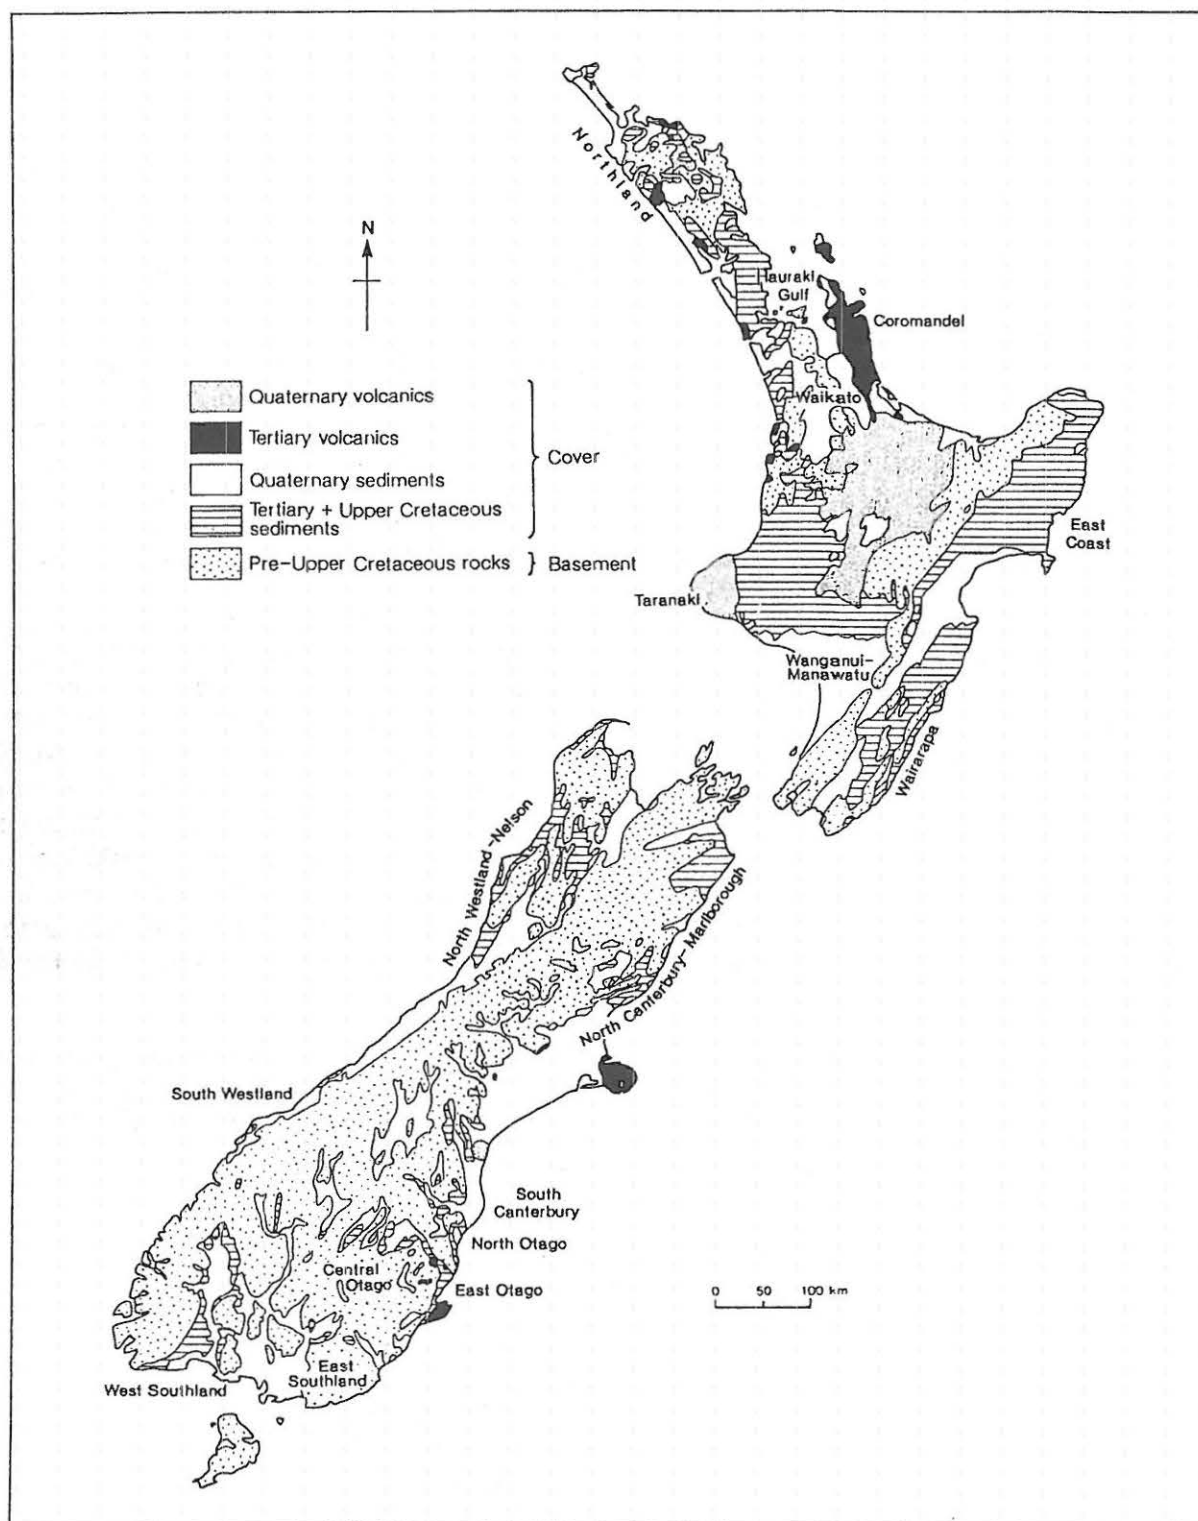 Northland
N
Hauraki
Gulf
Coromandel
Quaternary volcanics
Waikato
Tertiary volcanics
Cover
Quaternary sediments
Tertiary + Upper Cretaceous
sediments
East
Coast
Pre-Upper Cretaceous rocks
Basement
Taranaki
Wanganui-
Manawatu
Wairarapa
North Westland-Nelson
North Canterbury-Marlborough
South Westland
South
Canterbury
North Otago
Central
Otago
East Otago
0 50 100 km
East
Southland
West Southland